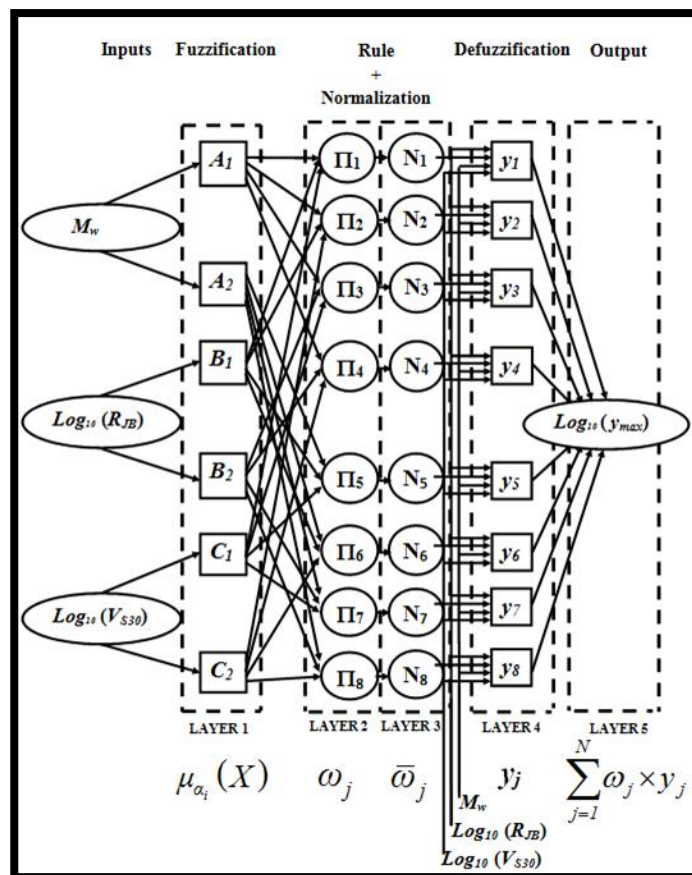 Inputs Fuzzification Rule + Normalization Defuzzification Output
A1 Π1 N1 y1
Mw Π2 N2 y2
A2 Π3 N3 y3
B1 Π4 N4 y4
Log10 (RJB) Log10 (ymax)
B2 Π5 N5 y5
C1 Π6 N6 y6
Log10 (VS30) Π7 N7 y7
C2 Π8 N8 y8
LAYER 1 LAYER 2 LAYER 3 LAYER 4 LAYER 5
μαi (X) ωj ω̄j yj ∑j=1N ωj × yj
Mw
Log10 (RJB)
Log10 (VS30)